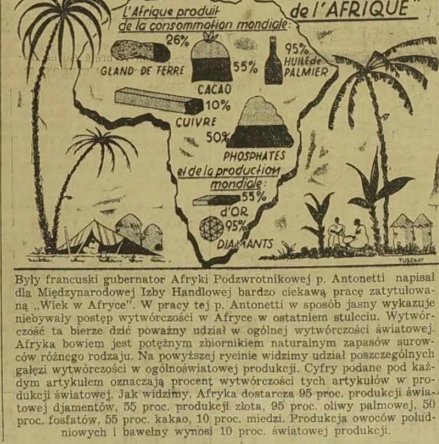 de l'AFRIQUE"
L'Afrique produit
de la consommation mondiale:
26%
GLAND DE TERRE
CACAO
55%
95%
HUILE de
PALMIER
10%
CUIVRE
50%
PHOSPHATES
et de la production
mondiale:
55%
d'OR
95%
DIAMANTS
TUSZKAY
Były francuski gubernator Afryki Podzwrotnikowej p. Antonetti napisał
dla Międzynarodowej Izby Handlowej bardzo ciekawą pracę zatytułowa-
ną „Wiek w Afryce". W pracy tej p. Antonetti w sposób jasny wykazuje
niebywały postęp wytwórczości w Afryce w ostatniem stuleciu. Wytwór-
czość ta bierze dziś poważny udział w ogólnej wytwórczości światowej.
Afryka bowiem jest potężnym zbiornikiem naturalnym zapasów surow-
ców różnego rodzaju. Na powyższej rycinie widzimy udział poszczególnych
gałęzi wytwórczości w ogólnoświatowej produkcji. Cyfry podane pod każ-
dym artykułem oznaczają procent wytwórczości tych artykułów w pro-
dukcji światowej. Jak widzimy, Afryka dostarcza 95 proc. produkcji świa-
towej djamentów, 55 proc. produkcji złota, 95 proc. oliwy palmowej, 50
proc. fosfatów, 55 proc. kakao, 10 proc. miedzi. Produkcja owoców połud-
niowych i bawełny wynosi 10 proc. światowej produkcji.